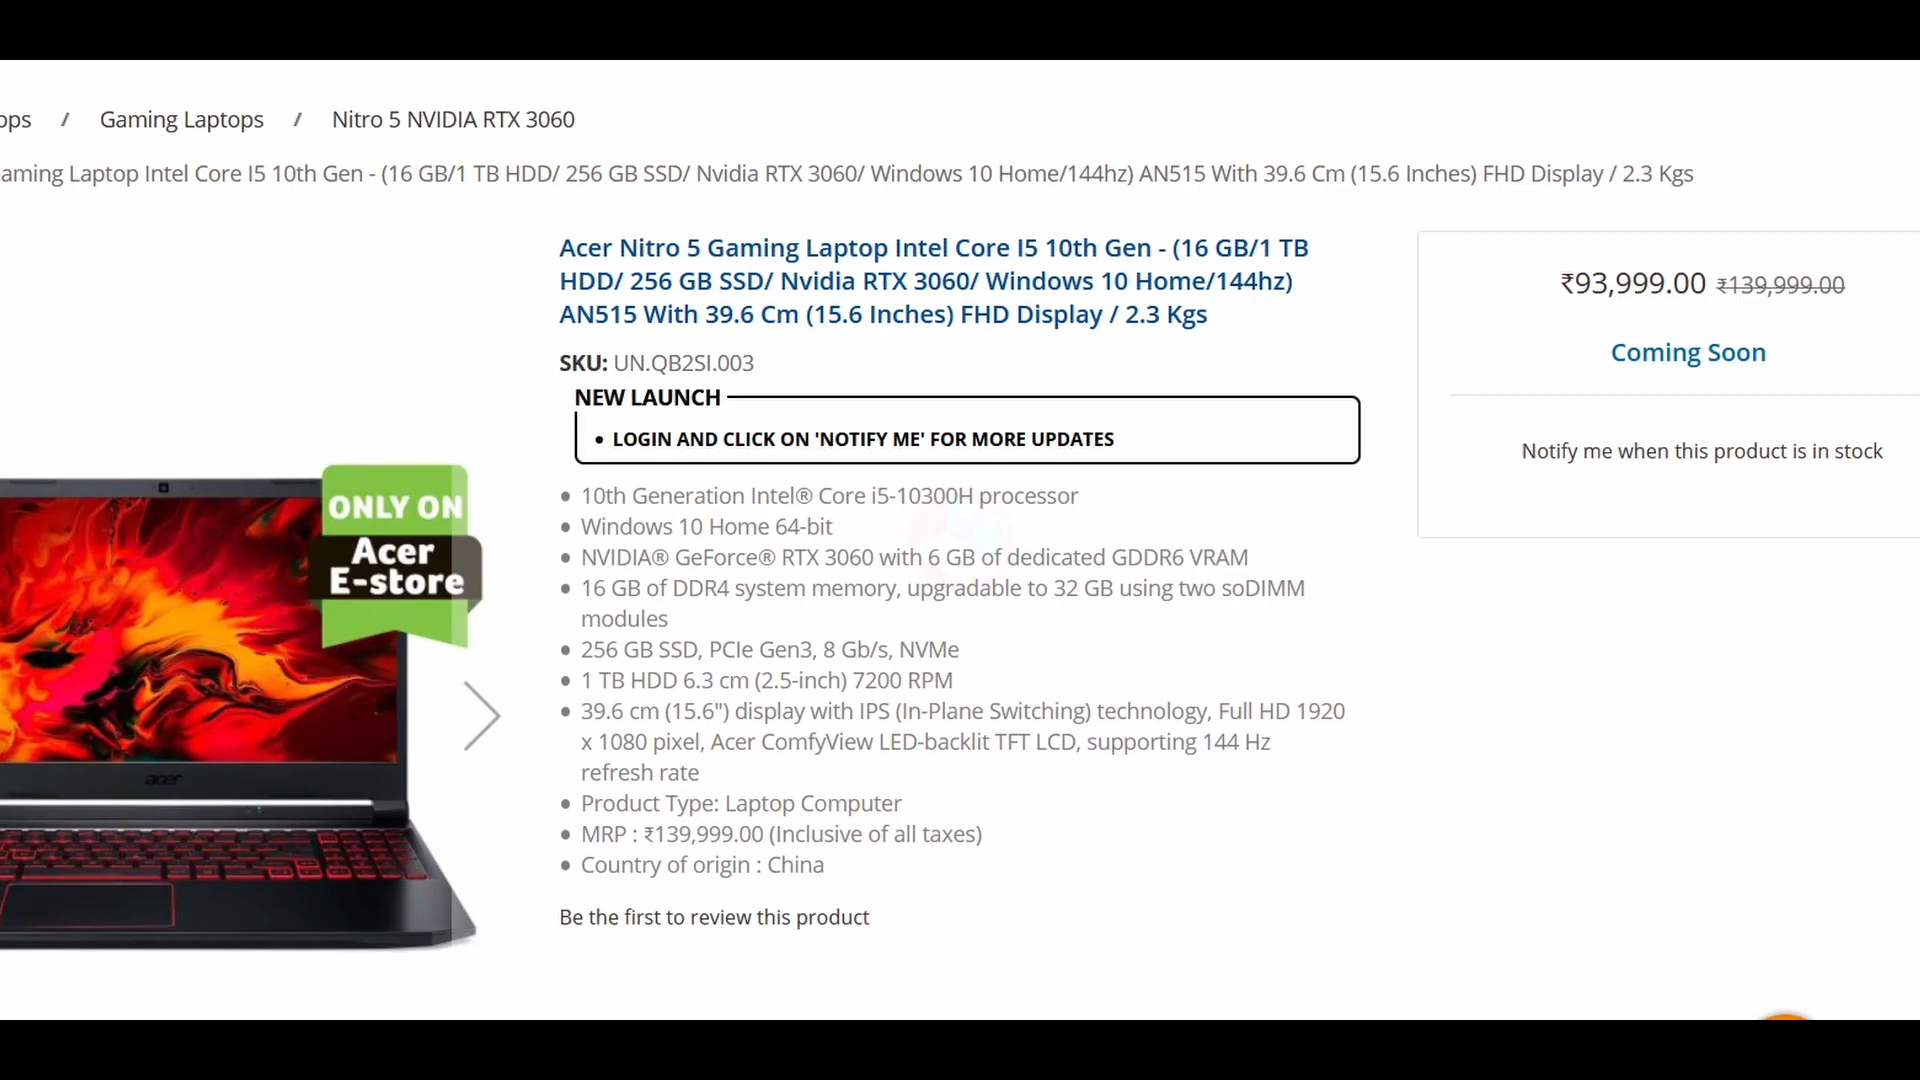 ops / Gaming Laptops / Nitro 5 NVIDIA RTX 3060
aming Laptop Intel Core I5 10th Gen - (16 GB/1 TB HDD/ 256 GB SSD/ Nvidia RTX 3060/ Windows 10 Home/144hz) AN515 With 39.6 Cm (15.6 Inches) FHD Display / 2.3 Kgs
Acer Nitro 5 Gaming Laptop Intel Core I5 10th Gen - (16 GB/1 TB
HDD/ 256 GB SSD/ Nvidia RTX 3060/ Windows 10 Home/144hz)
AN515 With 39.6 Cm (15.6 Inches) FHD Display / 2.3 Kgs
SKU: UN.QB2SI.003
NEW LAUNCH
• LOGIN AND CLICK ON 'NOTIFY ME' FOR MORE UPDATES
• 10th Generation Intel® Core i5-10300H processor
• Windows 10 Home 64-bit
• NVIDIA® GeForce® RTX 3060 with 6 GB of dedicated GDDR6 VRAM
• 16 GB of DDR4 system memory, upgradable to 32 GB using two soDIMM
modules
• 256 GB SSD, PCIe Gen3, 8 Gb/s, NVMe
• 1 TB HDD 6.3 cm (2.5-inch) 7200 RPM
• 39.6 cm (15.6") display with IPS (In-Plane Switching) technology, Full HD 1920
x 1080 pixel, Acer ComfyView LED-backlit TFT LCD, supporting 144 Hz
refresh rate
• Product Type: Laptop Computer
• MRP : ₹139,999.00 (Inclusive of all taxes)
• Country of origin : China
Be the first to review this product
₹93,999.00 ₹139,999.00
Coming Soon
Notify me when this product is in stock
ONLY ON
Acer
E-store
acer